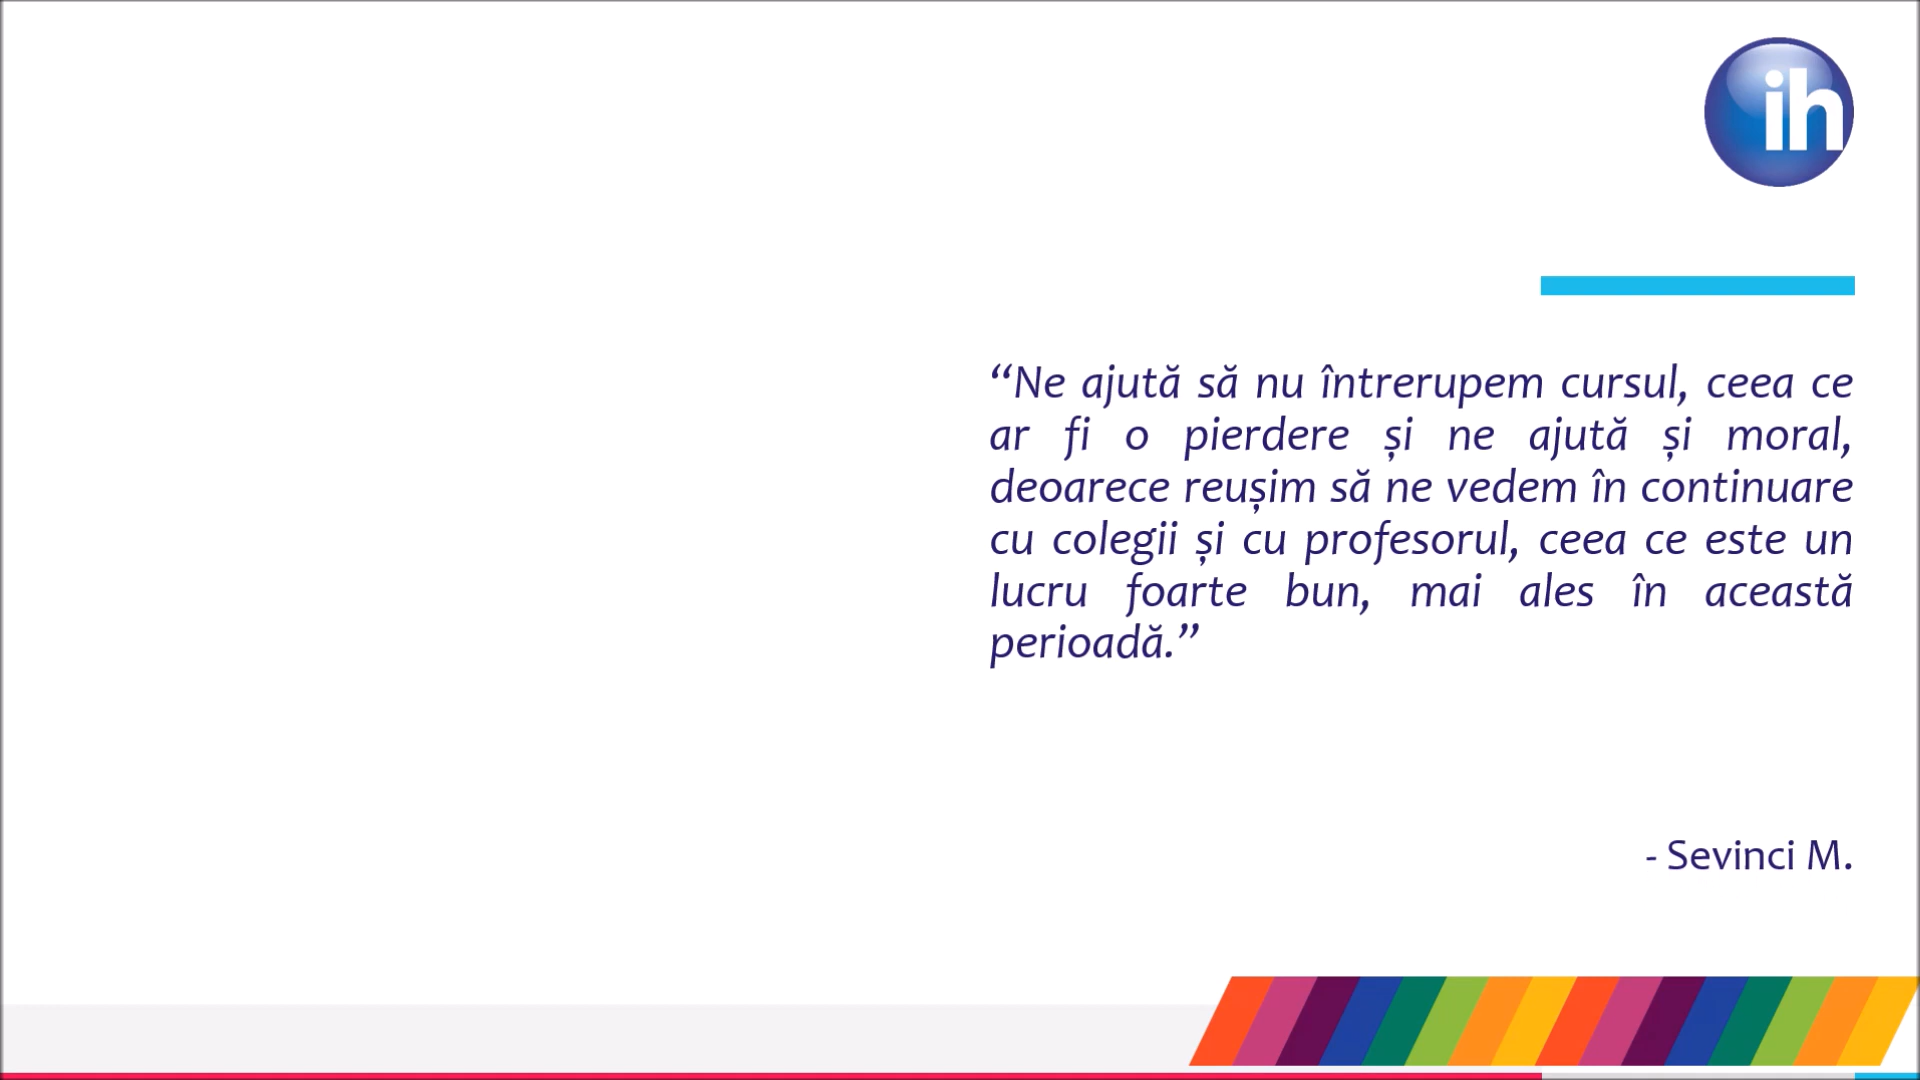 ih
“Ne ajută să nu întrerupem cursul, ceea ce
ar fi o pierdere și ne ajută și moral,
deoarece reușim să ne vedem în continuare
cu colegii și cu profesorul, ceea ce este un
lucru foarte bun, mai ales în această
perioadă.”
- Sevinci M.